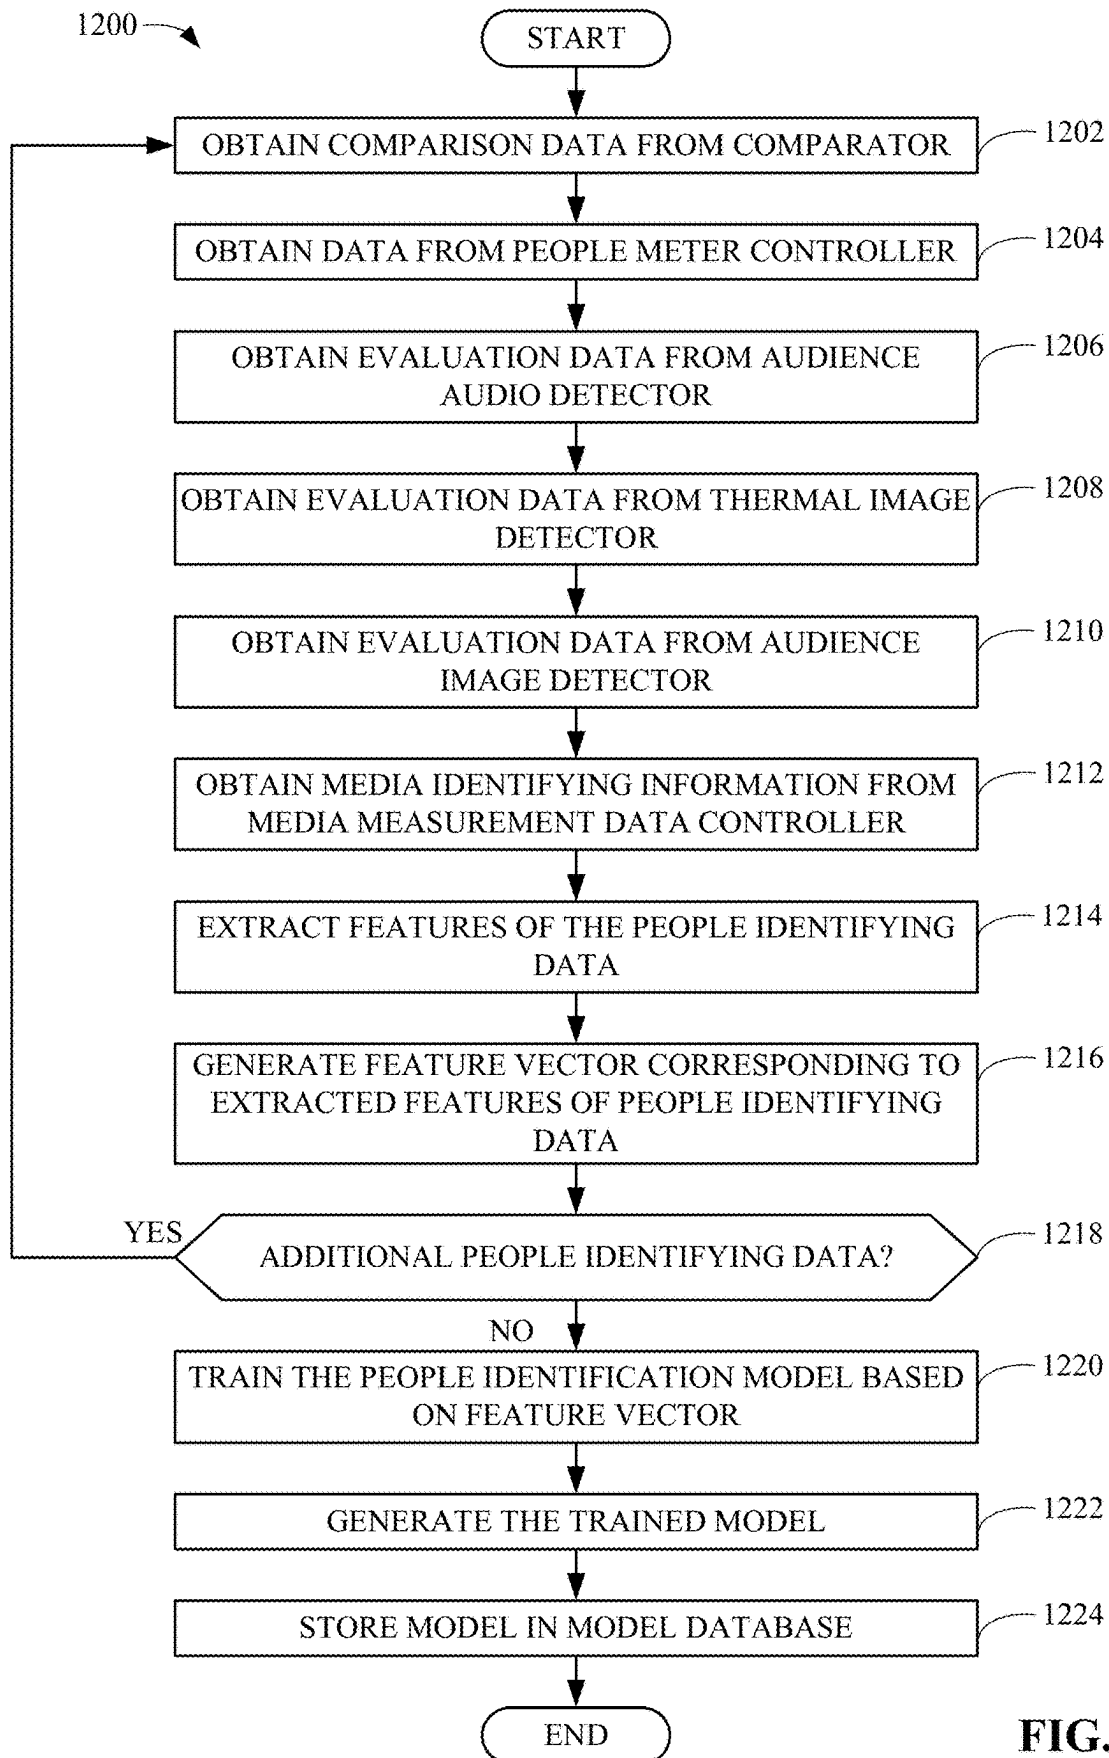 1200
START
OBTAIN COMPARISON DATA FROM COMPARATOR
1202
OBTAIN DATA FROM PEOPLE METER CONTROLLER
1204
OBTAIN EVALUATION DATA FROM AUDIENCE
AUDIO DETECTOR
1206
OBTAIN EVALUATION DATA FROM THERMAL IMAGE
DETECTOR
1208
OBTAIN EVALUATION DATA FROM AUDIENCE
IMAGE DETECTOR
1210
OBTAIN MEDIA IDENTIFYING INFORMATION FROM
MEDIA MEASUREMENT DATA CONTROLLER
1212
EXTRACT FEATURES OF THE PEOPLE IDENTIFYING
DATA
1214
GENERATE FEATURE VECTOR CORRESPONDING TO
EXTRACTED FEATURES OF PEOPLE IDENTIFYING
DATA
1216
YES
ADDITIONAL PEOPLE IDENTIFYING DATA?
1218
NO
TRAIN THE PEOPLE IDENTIFICATION MODEL BASED
ON FEATURE VECTOR
1220
GENERATE THE TRAINED MODEL
1222
STORE MODEL IN MODEL DATABASE
1224
END
FIG.